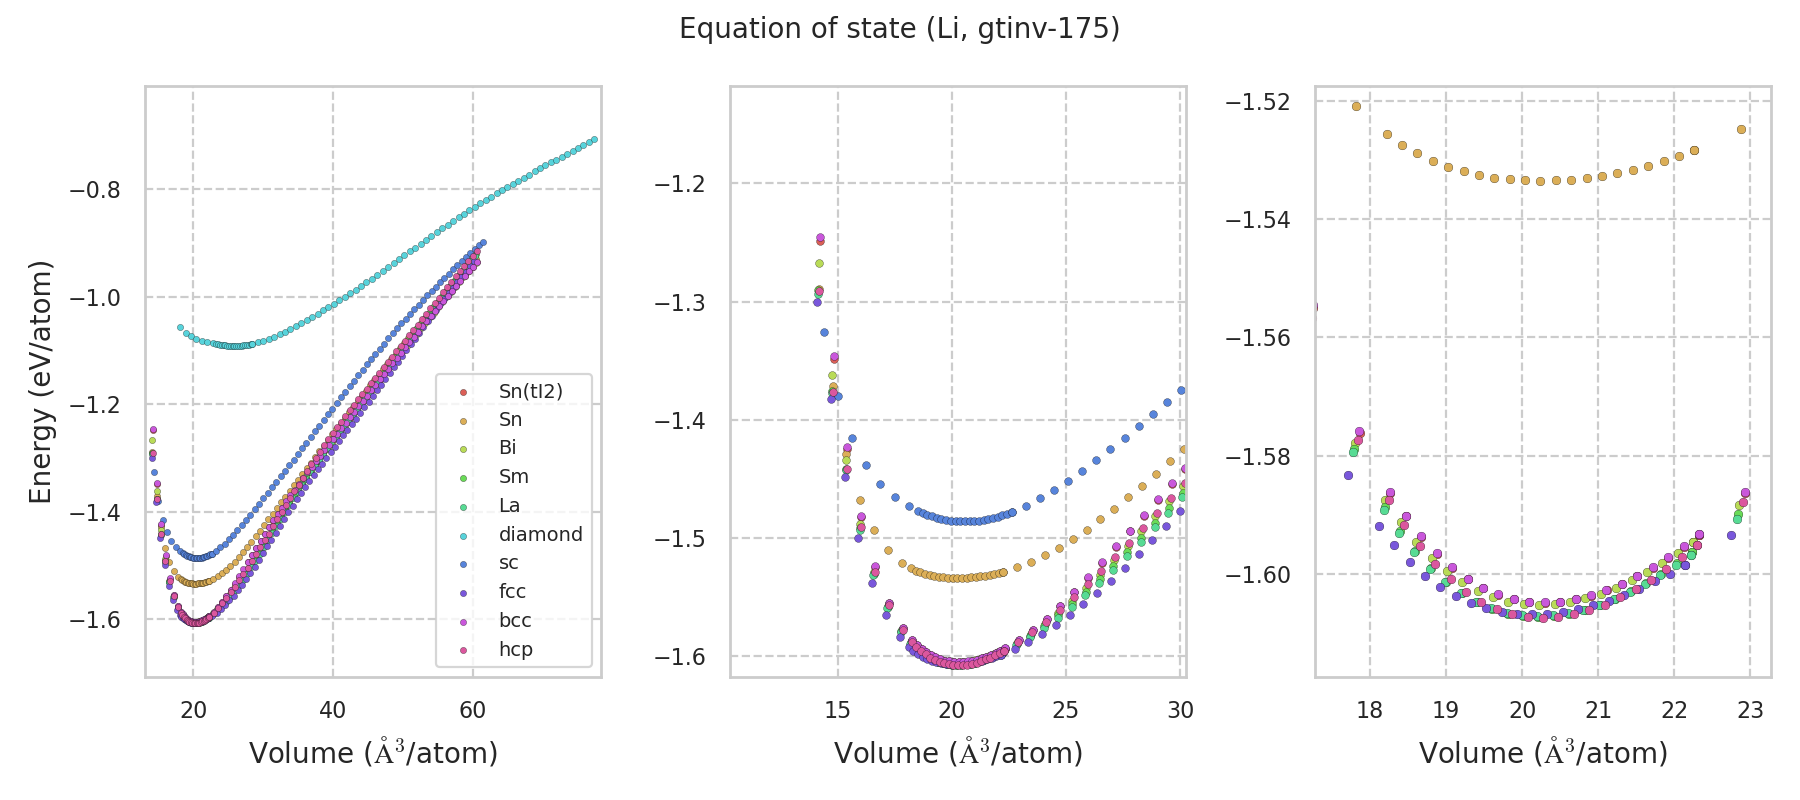 Equation of state (Li, gtinv-175)
Energy (eV/atom)
−0.8
−1.0
−1.2
−1.4
−1.6
20 40 60
Volume (Å³/atom)
Sn(tI2)
Sn
Bi
Sm
La
diamond
sc
fcc
bcc
hcp
−1.2
−1.3
−1.4
−1.5
−1.6
15 20 25 30
Volume (Å³/atom)
−1.52
−1.54
−1.56
−1.58
−1.60
18 19 20 21 22 23
Volume (Å³/atom)